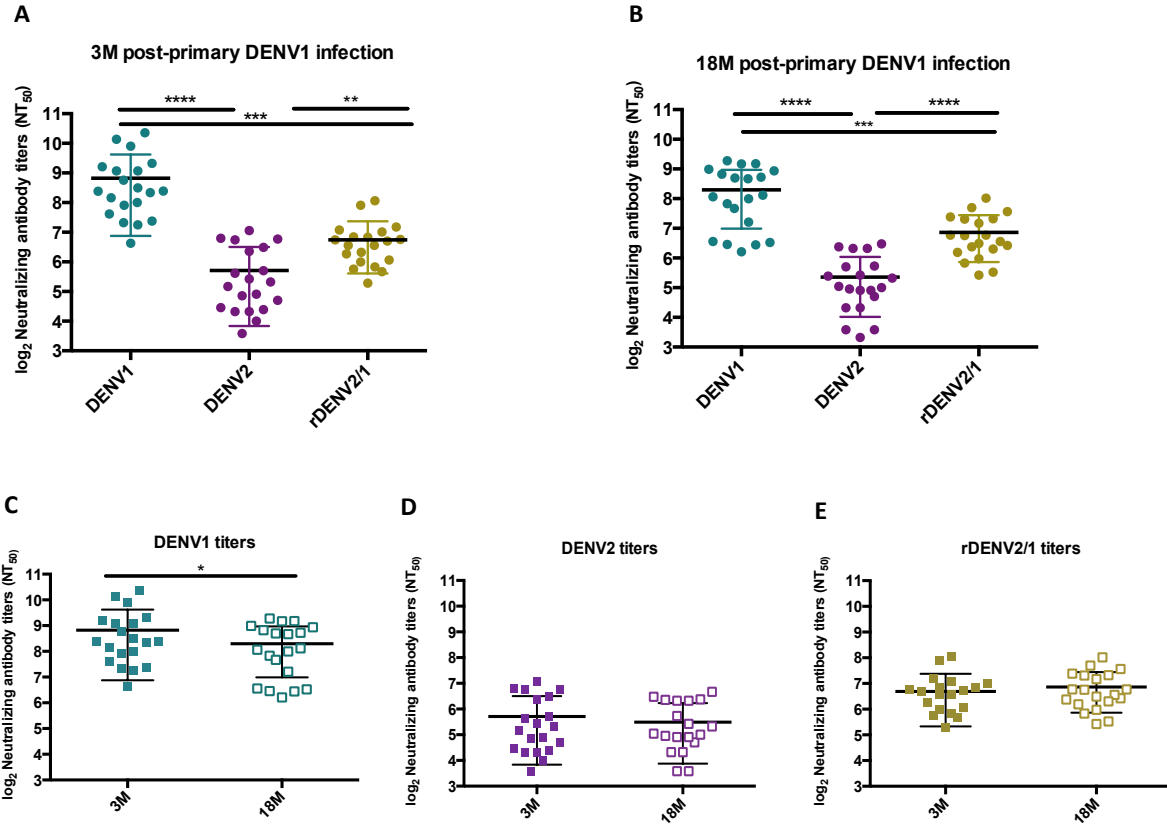 A
3M post-primary DENV1 infection
**** **
***
log2 Neutralizing antibody titers (NT50)
11
10
9
8
7
6
5
4
3
DENV1 DENV2 rDENV2/1
B
18M post-primary DENV1 infection
**** ****
***
log2 Neutralizing antibody titers (NT50)
11
10
9
8
7
6
5
4
3
DENV1 DENV2 rDENV2/1
C
DENV1 titers
*
log2 Neutralizing antibody titers (NT50)
11
10
9
8
7
6
5
4
3
3M 18M
D
DENV2 titers
log2 Neutralizing antibody titers (NT50)
11
10
9
8
7
6
5
4
3
3M 18M
E
rDENV2/1 titers
log2 Neutralizing antibody titers (NT50)
11
10
9
8
7
6
5
4
3
3M 18M